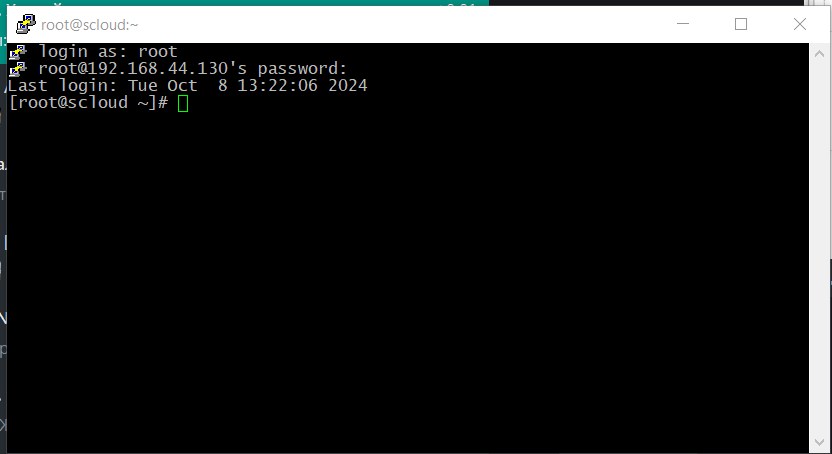 root@scloud:~
login as: root
root@192.168.44.130's password:
Last login: Tue Oct  8 13:22:06 2024
[root@scloud ~]#